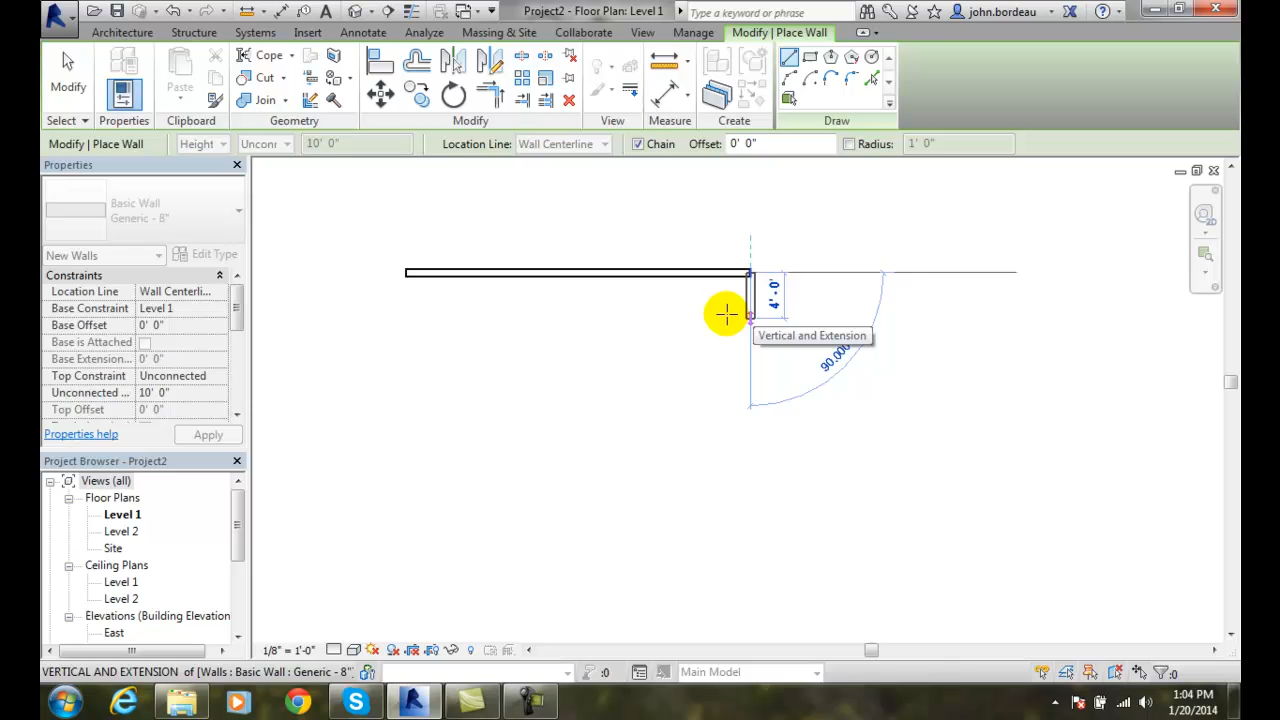 Project2 - Floor Plan: Level 1
Type a keyword or phrase
john.bordeau
Architecture Structure Systems Insert Annotate Analyze Massing & Site Collaborate View Manage Modify | Place Wall
Modify
Paste
Cope
Cut
Join
Select Properties Clipboard Geometry Modify View Measure Create Draw
Modify | Place Wall Height Unconr 10' 0" Location Line: Wall Centerline Chain Offset: 0' 0" Radius: 1' 0"
Properties
Basic Wall
Generic - 8"
New Walls Edit Type
Constraints
Location Line Wall Centerli...
Base Constraint Level 1
Base Offset 0' 0"
Base is Attached
Base Extension... 0' 0"
Top Constraint Unconnected
Unconnected ... 10' 0"
Top Offset 0' 0"
Properties help Apply
4' - 0"
Vertical and Extension
90.000
Project Browser - Project2
Views (all)
Floor Plans
Level 1
Level 2
Site
Ceiling Plans
Level 1
Level 2
Elevations (Building Elevation
East
1/8" = 1'-0"
VERTICAL AND EXTENSION of [Walls : Basic Wall : Generic - 8"]
:0
Main Model
:0
1:04 PM
1/20/2014